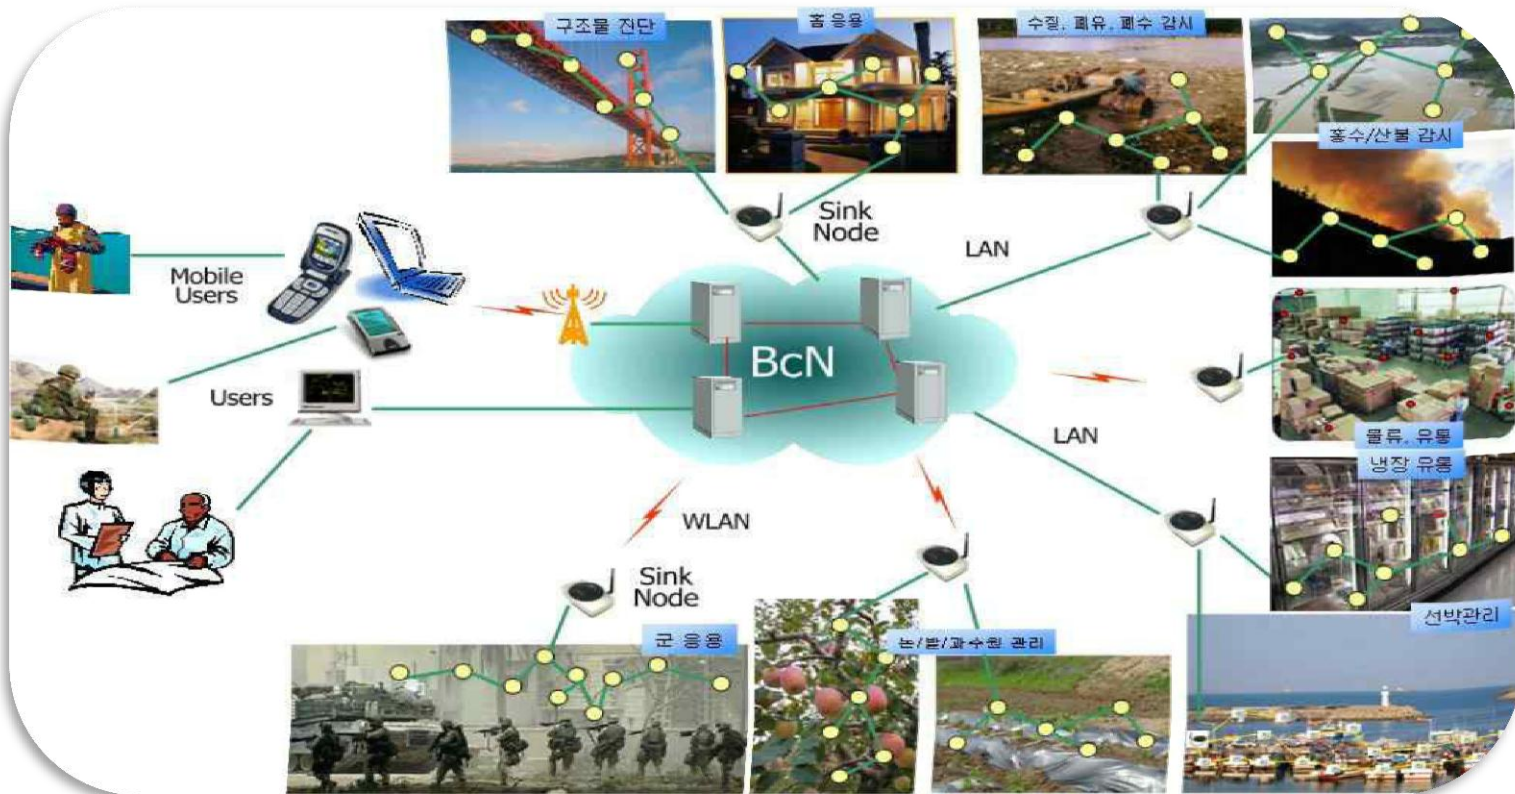 구조물 진단
홈 응용
수질, 폐유, 폐수 감시
홍수/산불 감시
Sink
Node
LAN
Mobile
Users
BcN
Users
LAN
물류, 유통
냉장 유통
WLAN
Sink
Node
선박관리
군 응용
논/밭/과수원 관리